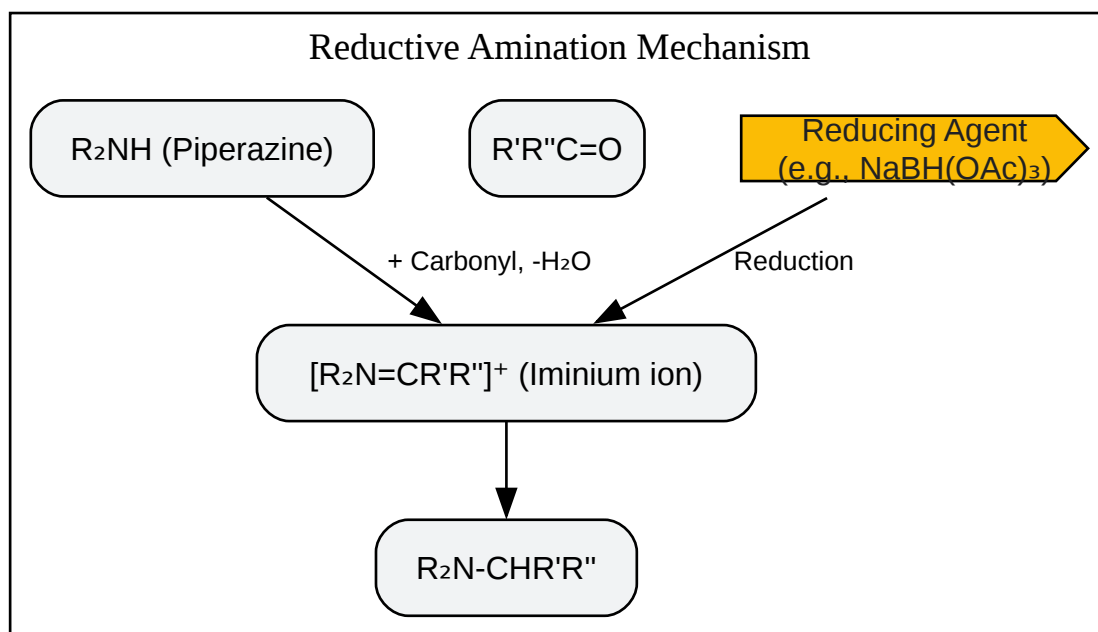 Reductive Amination Mechanism
R₂NH (Piperazine)
R'R"C=O
Reducing Agent
(e.g., NaBH(OAc)₃)
+ Carbonyl, -H₂O
Reduction
[R₂N=CR'R"]⁺ (Iminium ion)
R₂N-CHR'R"